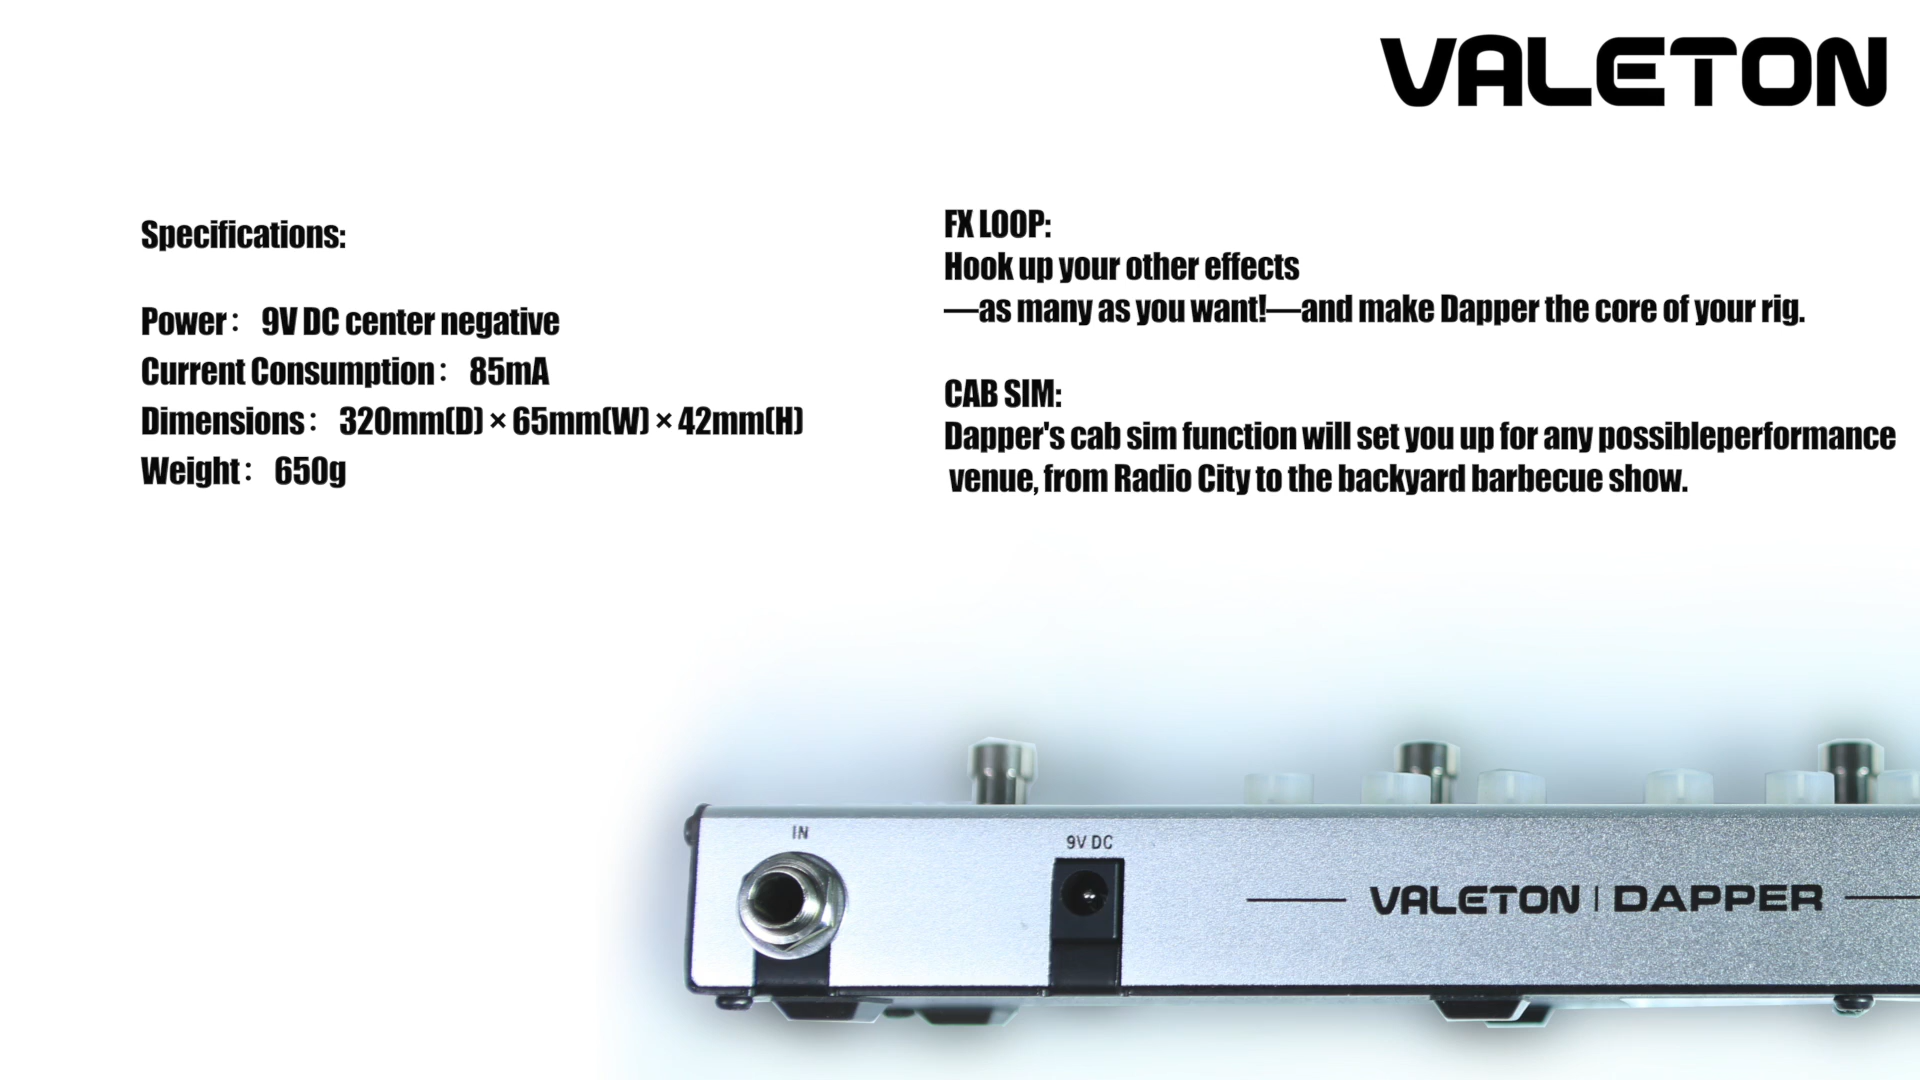 VALETON
Specifications:
Power： 9V DC center negative
Current Consumption： 85mA
Dimensions： 320mm(D) × 65mm(W) × 42mm(H)
Weight： 650g
FX LOOP:
Hook up your other effects
—as many as you want!—and make Dapper the core of your rig.
CAB SIM:
Dapper's cab sim function will set you up for any possibleperformance
venue, from Radio City to the backyard barbecue show.
IN
9V DC
VALETON | DAPPER